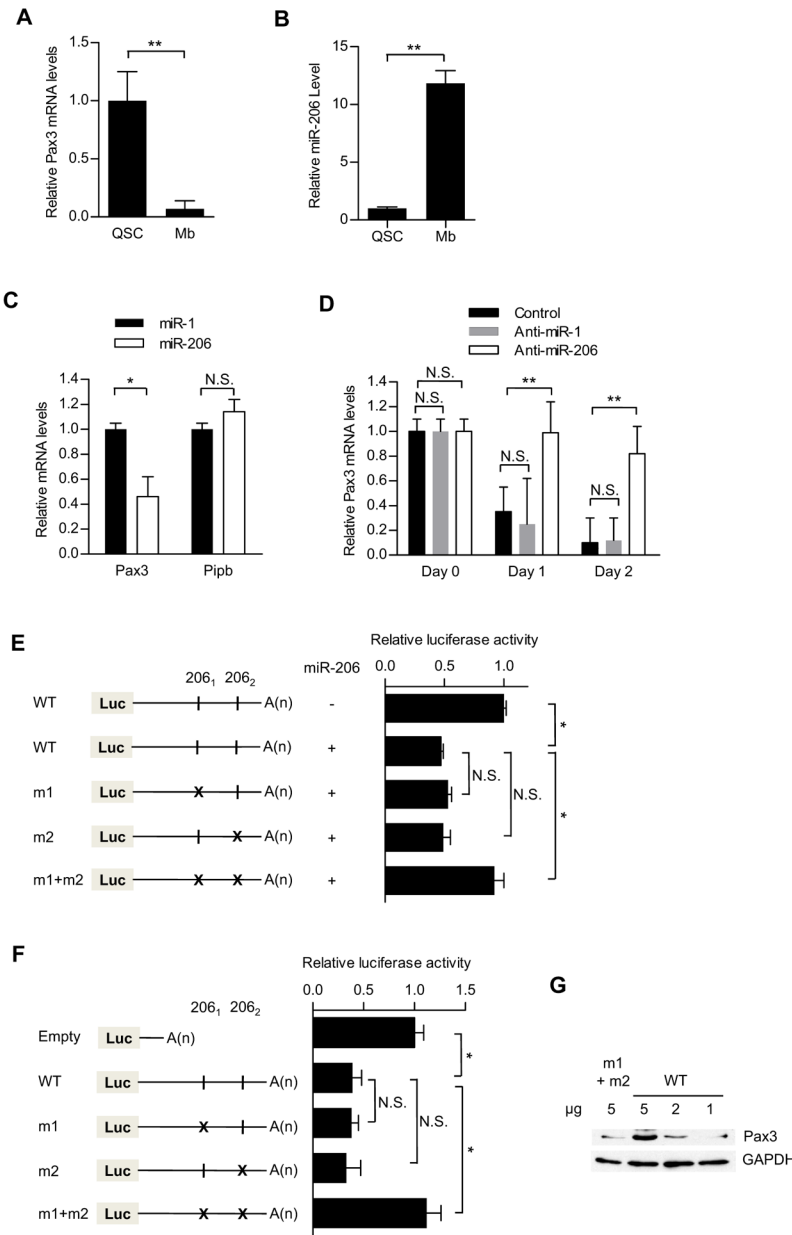 A
Relative Pax3 mRNA levels
1.5
1.0
0.5
0.0
**
QSC Mb
B
Relative miR-206 Level
15
10
5
0
**
QSC Mb
C
miR-1
miR-206
Relative mRNA levels
1.4
1.2
1.0
0.8
0.6
0.4
0.2
0.0
*
N.S.
Pax3 Pipb
D
Control
Anti-miR-1
Anti-miR-206
Relative Pax3 mRNA levels
1.4
1.2
1.0
0.8
0.6
0.4
0.2
0.0
N.S.
N.S.
**
N.S.
**
N.S.
Day 0 Day 1 Day 2
E
Relative luciferase activity
206₁ 206₂ miR-206 0.0 0.5 1.0
WT Luc A(n) -
WT Luc A(n) +
m1 Luc X A(n) +
m2 Luc X A(n) +
m1+m2 Luc X X A(n) +
*
N.S.
N.S.
*
F
Relative luciferase activity
206₁ 206₂ 0.0 0.5 1.0 1.5
Empty Luc A(n)
WT Luc A(n)
m1 Luc X A(n)
m2 Luc X A(n)
m1+m2 Luc X X A(n)
*
N.S.
N.S.
*
G
m1
+ m2 WT
µg 5 5 2 1
Pax3
GAPDH